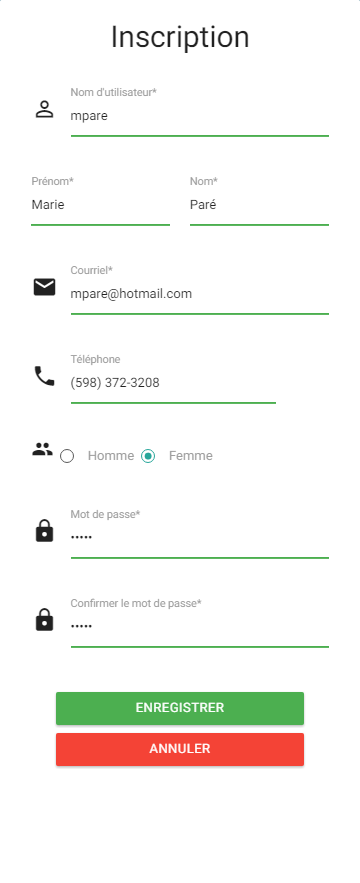 Inscription
Nom d'utilisateur*
mpare
Prénom* Nom*
Marie Paré
Courriel*
mpare@hotmail.com
Téléphone
(598) 372-3208
Homme Femme
Mot de passe*
•••••
Confirmer le mot de passe*
•••••
ENREGISTRER
ANNULER